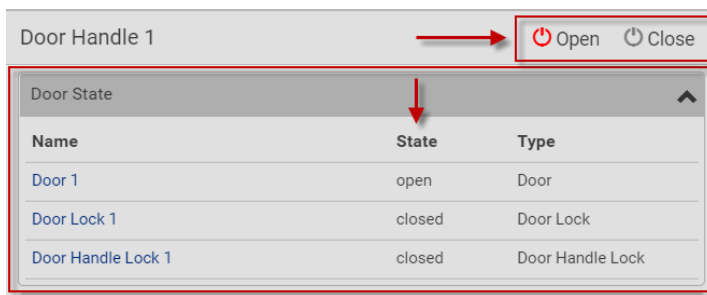 Door Handle 1 Open Close
Door State
Name State Type
Door 1 open Door
Door Lock 1 closed Door Lock
Door Handle Lock 1 closed Door Handle Lock